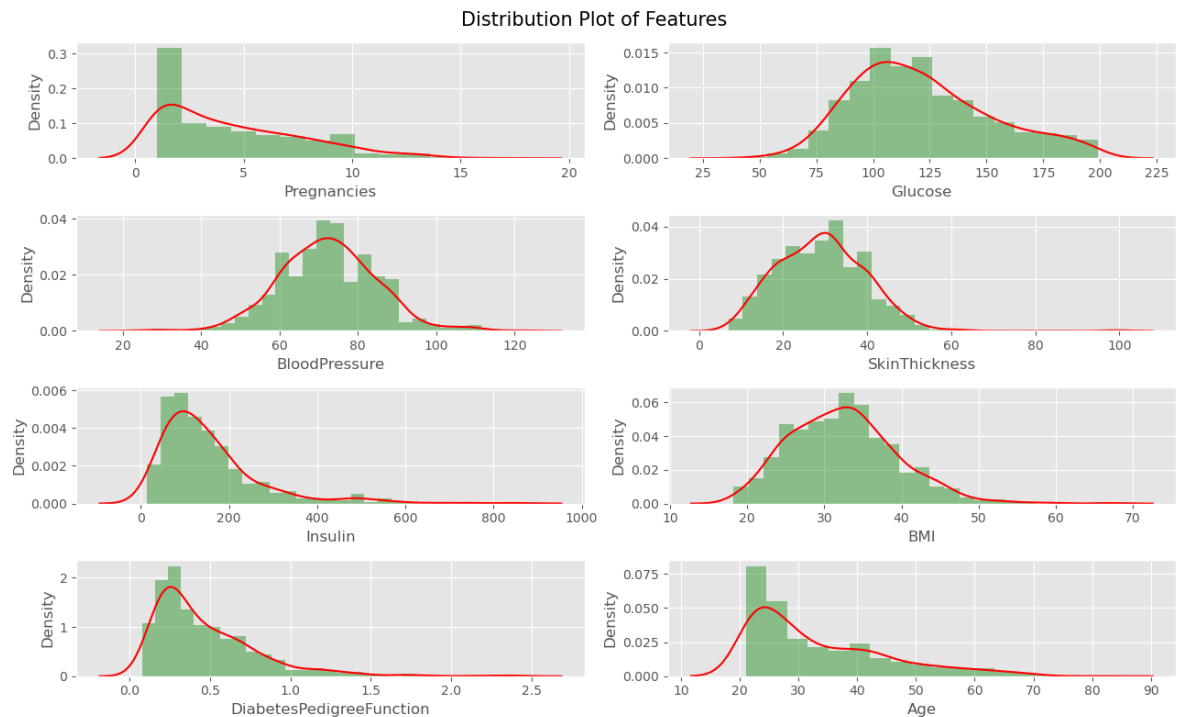 Distribution Plot of Features
0.3
0.2
0.1
0.0
Density
0 5 10 15 20
Pregnancies
0.015
0.010
0.005
0.000
Density
25 50 75 100 125 150 175 200 225
Glucose
0.04
0.02
0.00
Density
20 40 60 80 100 120
BloodPressure
0.04
0.02
0.00
Density
0 20 40 60 80 100
SkinThickness
0.006
0.004
0.002
0.000
Density
0 200 400 600 800 1000
Insulin
0.06
0.04
0.02
0.00
Density
10 20 30 40 50 60 70
BMI
2
1
0
Density
0.0 0.5 1.0 1.5 2.0 2.5
DiabetesPedigreeFunction
0.075
0.050
0.025
0.000
Density
10 20 30 40 50 60 70 80 90
Age